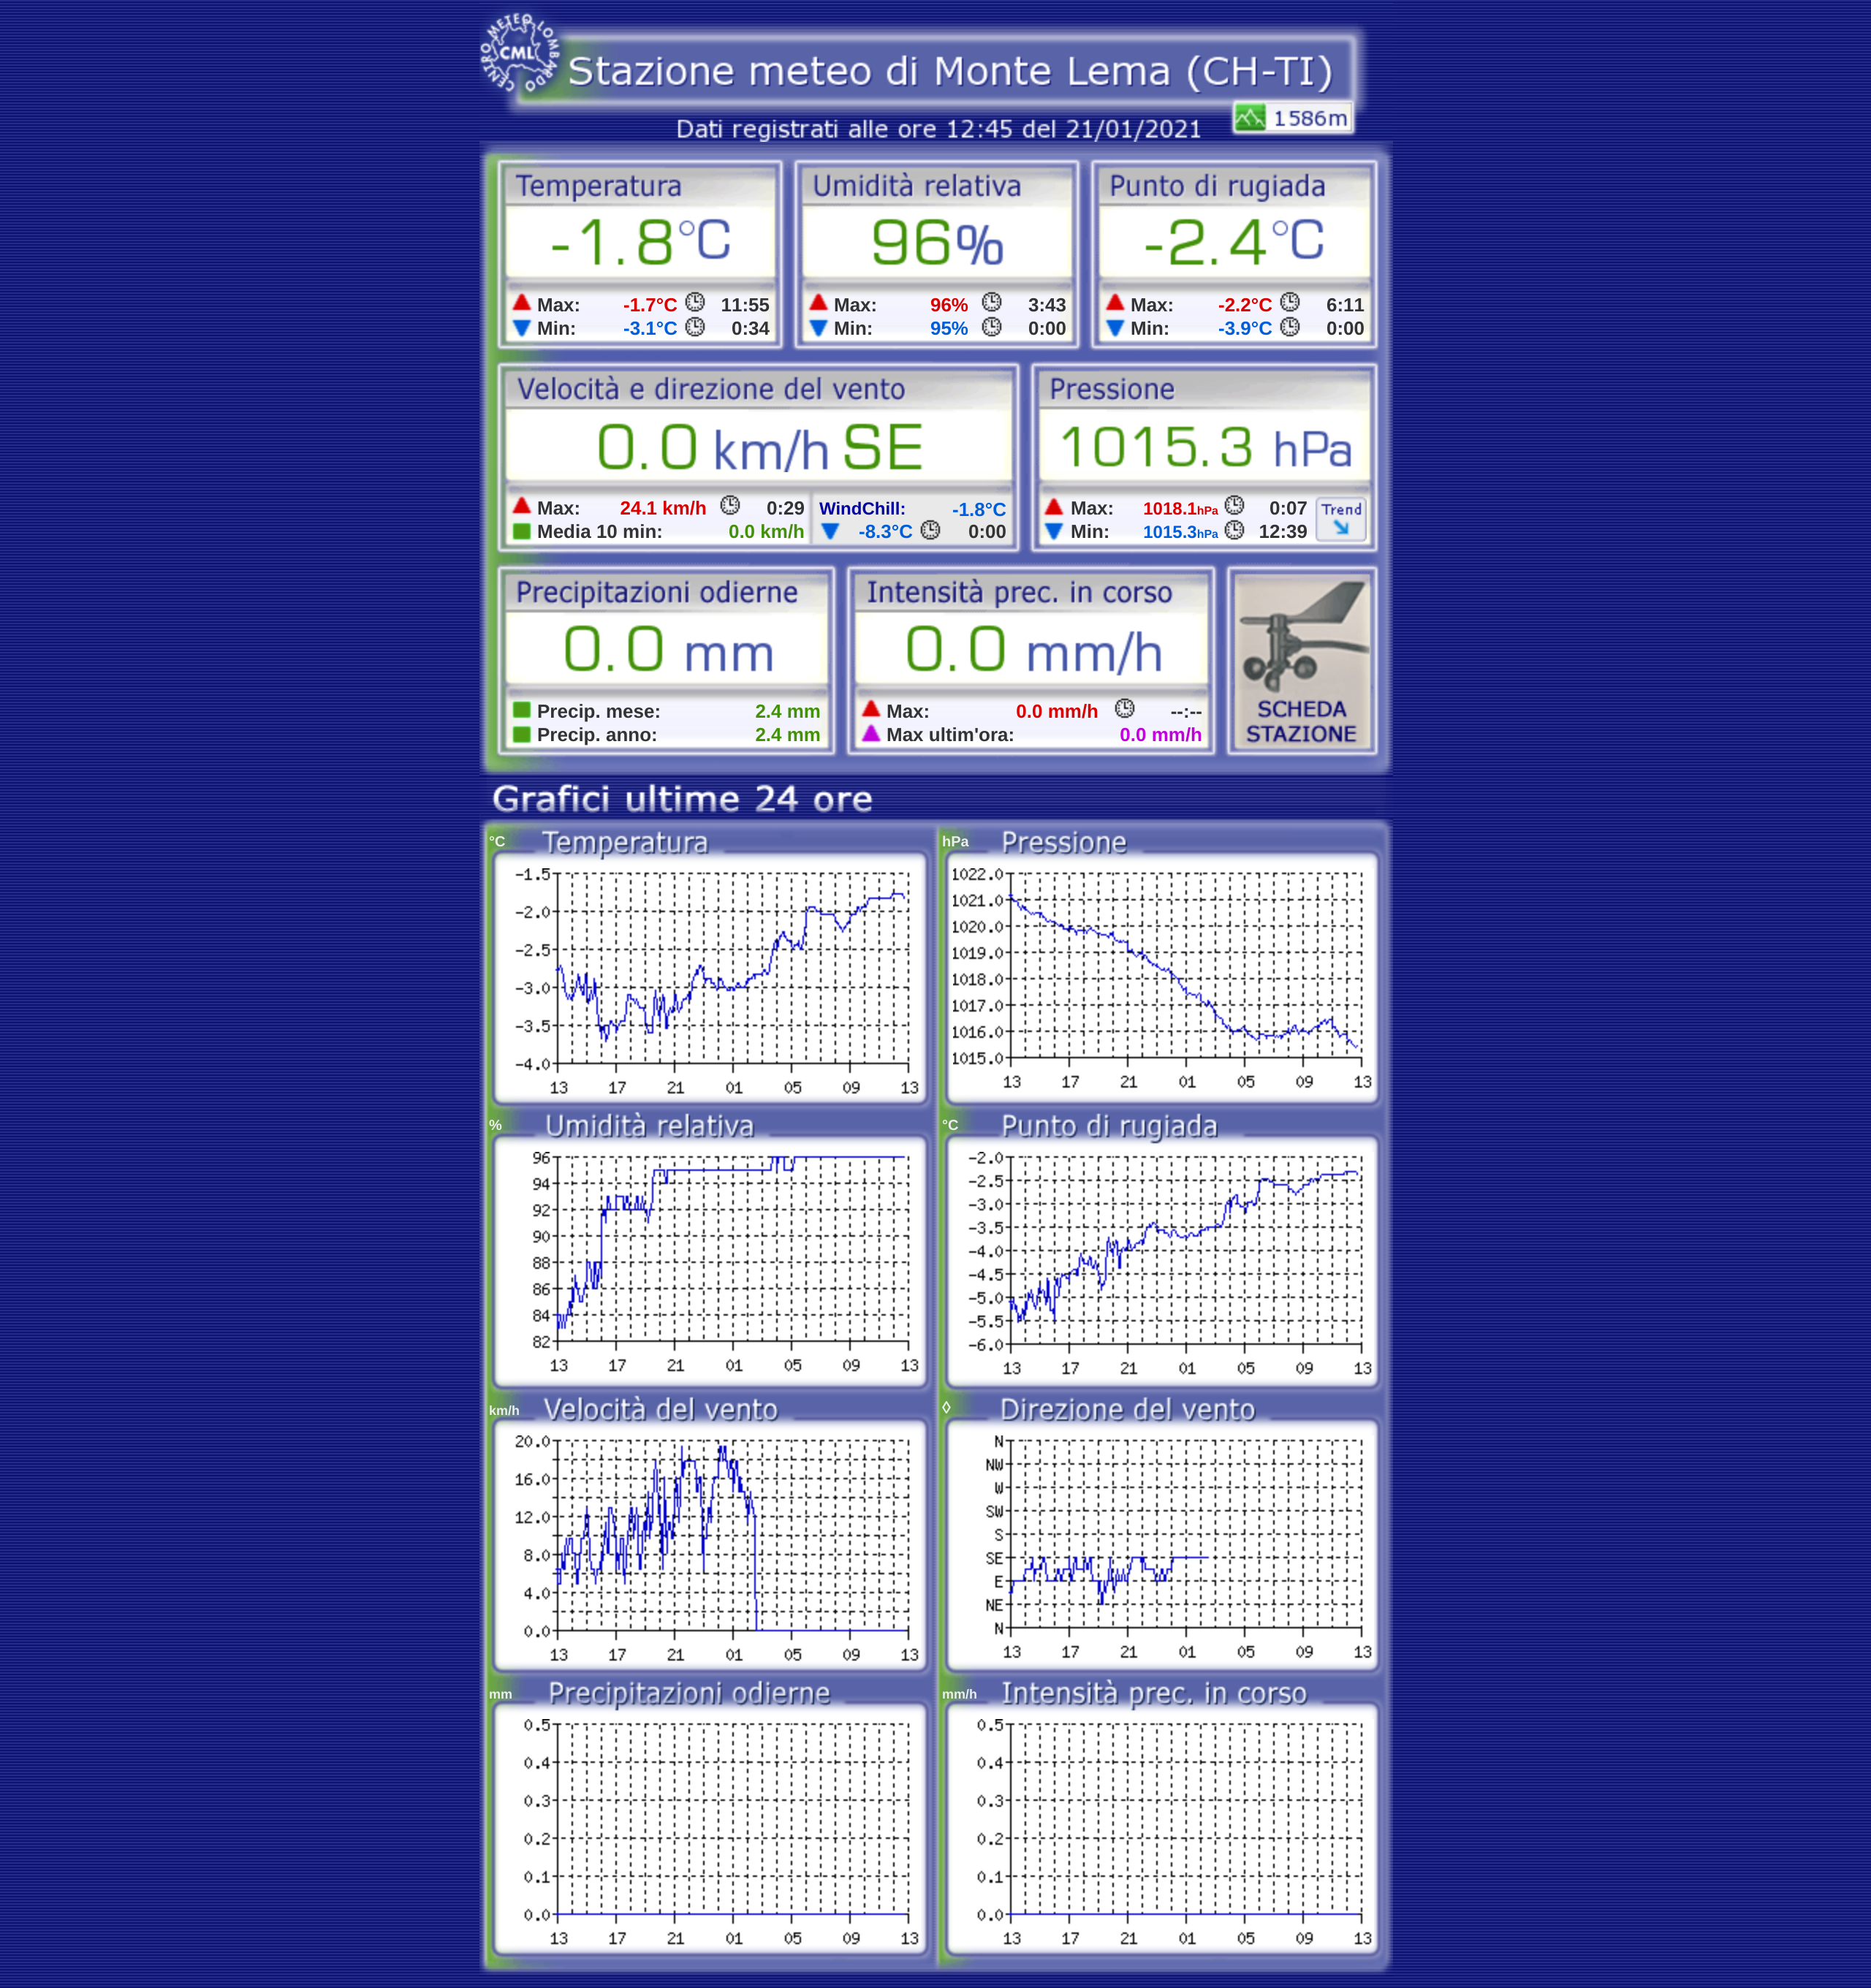 CENTRO METEO LOMBARDO
CML
Stazione meteo di Monte Lema (CH-TI)
1586m
Dati registrati alle ore 12:45 del 21/01/2021
Temperatura
-1.8°C
Max: -1.7°C 11:55
Min: -3.1°C 0:34
Umidità relativa
96%
Max: 96% 3:43
Min: 95% 0:00
Punto di rugiada
-2.4°C
Max: -2.2°C 6:11
Min: -3.9°C 0:00
Velocità e direzione del vento
0.0 km/h SE
Max: 24.1 km/h 0:29
Media 10 min: 0.0 km/h
WindChill: -1.8°C
-8.3°C 0:00
Pressione
1015.3 hPa
Max: 1018.1hPa 0:07
Min: 1015.3hPa 12:39
Trend
Precipitazioni odierne
0.0 mm
Precip. mese: 2.4 mm
Precip. anno: 2.4 mm
Intensità prec. in corso
0.0 mm/h
Max: 0.0 mm/h --:--
Max ultim'ora: 0.0 mm/h
SCHEDA
STAZIONE
Grafici ultime 24 ore
°C Temperatura
-1.5
-2.0
-2.5
-3.0
-3.5
-4.0
13 17 21 01 05 09 13
hPa Pressione
1022.0
1021.0
1020.0
1019.0
1018.0
1017.0
1016.0
1015.0
13 17 21 01 05 09 13
% Umidità relativa
96
94
92
90
88
86
84
82
13 17 21 01 05 09 13
°C Punto di rugiada
-2.0
-2.5
-3.0
-3.5
-4.0
-4.5
-5.0
-5.5
-6.0
13 17 21 01 05 09 13
km/h Velocità del vento
20.0
16.0
12.0
8.0
4.0
0.0
13 17 21 01 05 09 13
◊ Direzione del vento
N
NW
W
SW
S
SE
E
NE
N
13 17 21 01 05 09 13
mm Precipitazioni odierne
0.5
0.4
0.3
0.2
0.1
0.0
13 17 21 01 05 09 13
mm/h Intensità prec. in corso
0.5
0.4
0.3
0.2
0.1
0.0
13 17 21 01 05 09 13